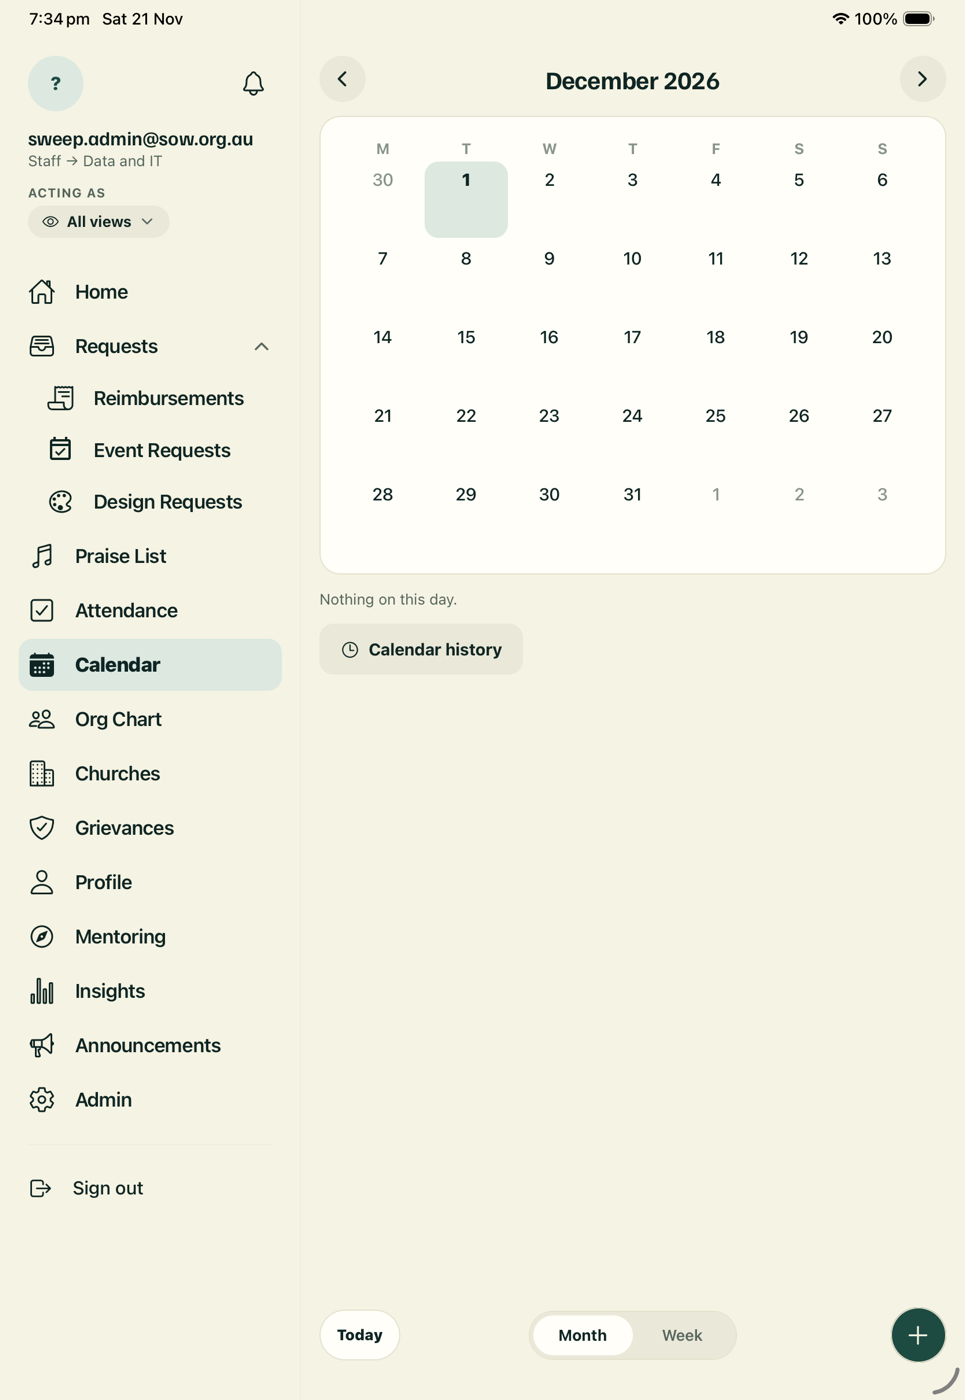 7:34 pm Sat 21 Nov
100%
?
sweep.admin@sow.org.au
Staff → Data and IT
ACTING AS
All views
Home
Requests
Reimbursements
Event Requests
Design Requests
Praise List
Attendance
Calendar
Org Chart
Churches
Grievances
Profile
Mentoring
Insights
Announcements
Admin
Sign out
December 2026
M T W T F S S
30 1 2 3 4 5 6
7 8 9 10 11 12 13
14 15 16 17 18 19 20
21 22 23 24 25 26 27
28 29 30 31 1 2 3
Nothing on this day.
Calendar history
Today
Month Week